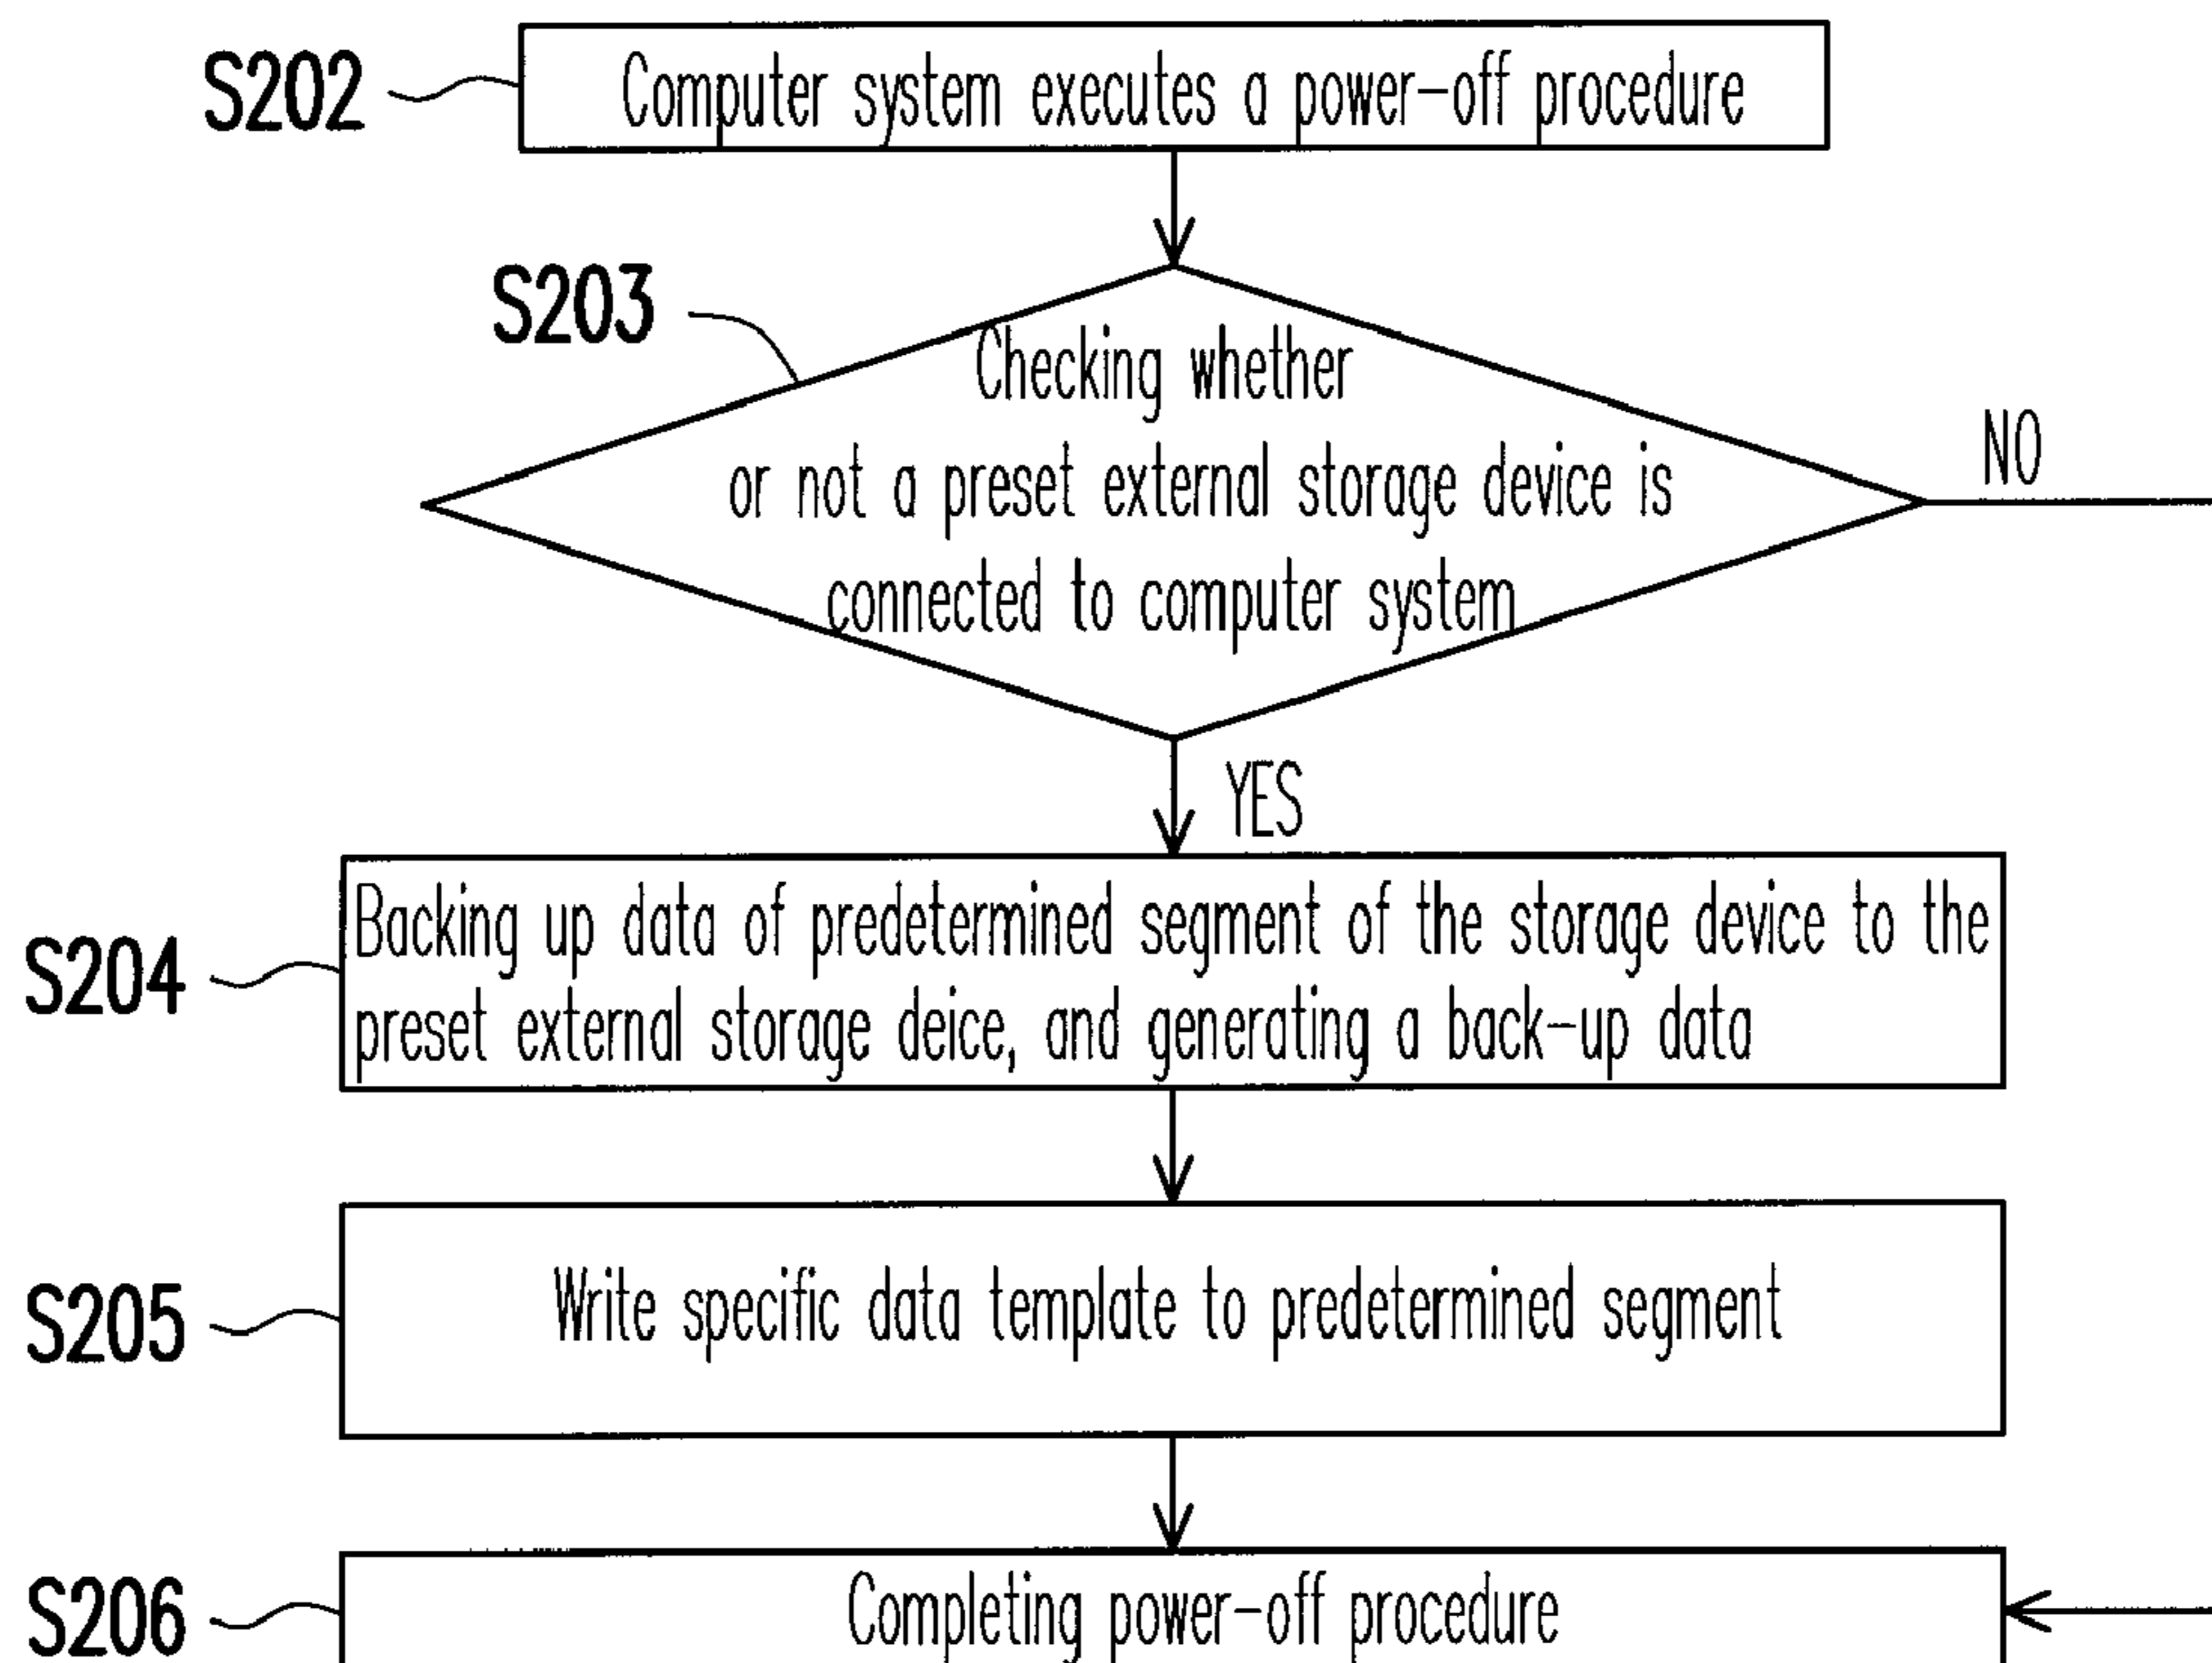 S202
Computer system executes a power-off procedure
S203
Checking whether
or not a preset external storage device is
connected to computer system
NO
YES
S204
Backing up data of predetermined segment of the storage device to the
preset external storage deice, and generating a back-up data
S205
Write specific data template to predetermined segment
S206
Completing power-off procedure